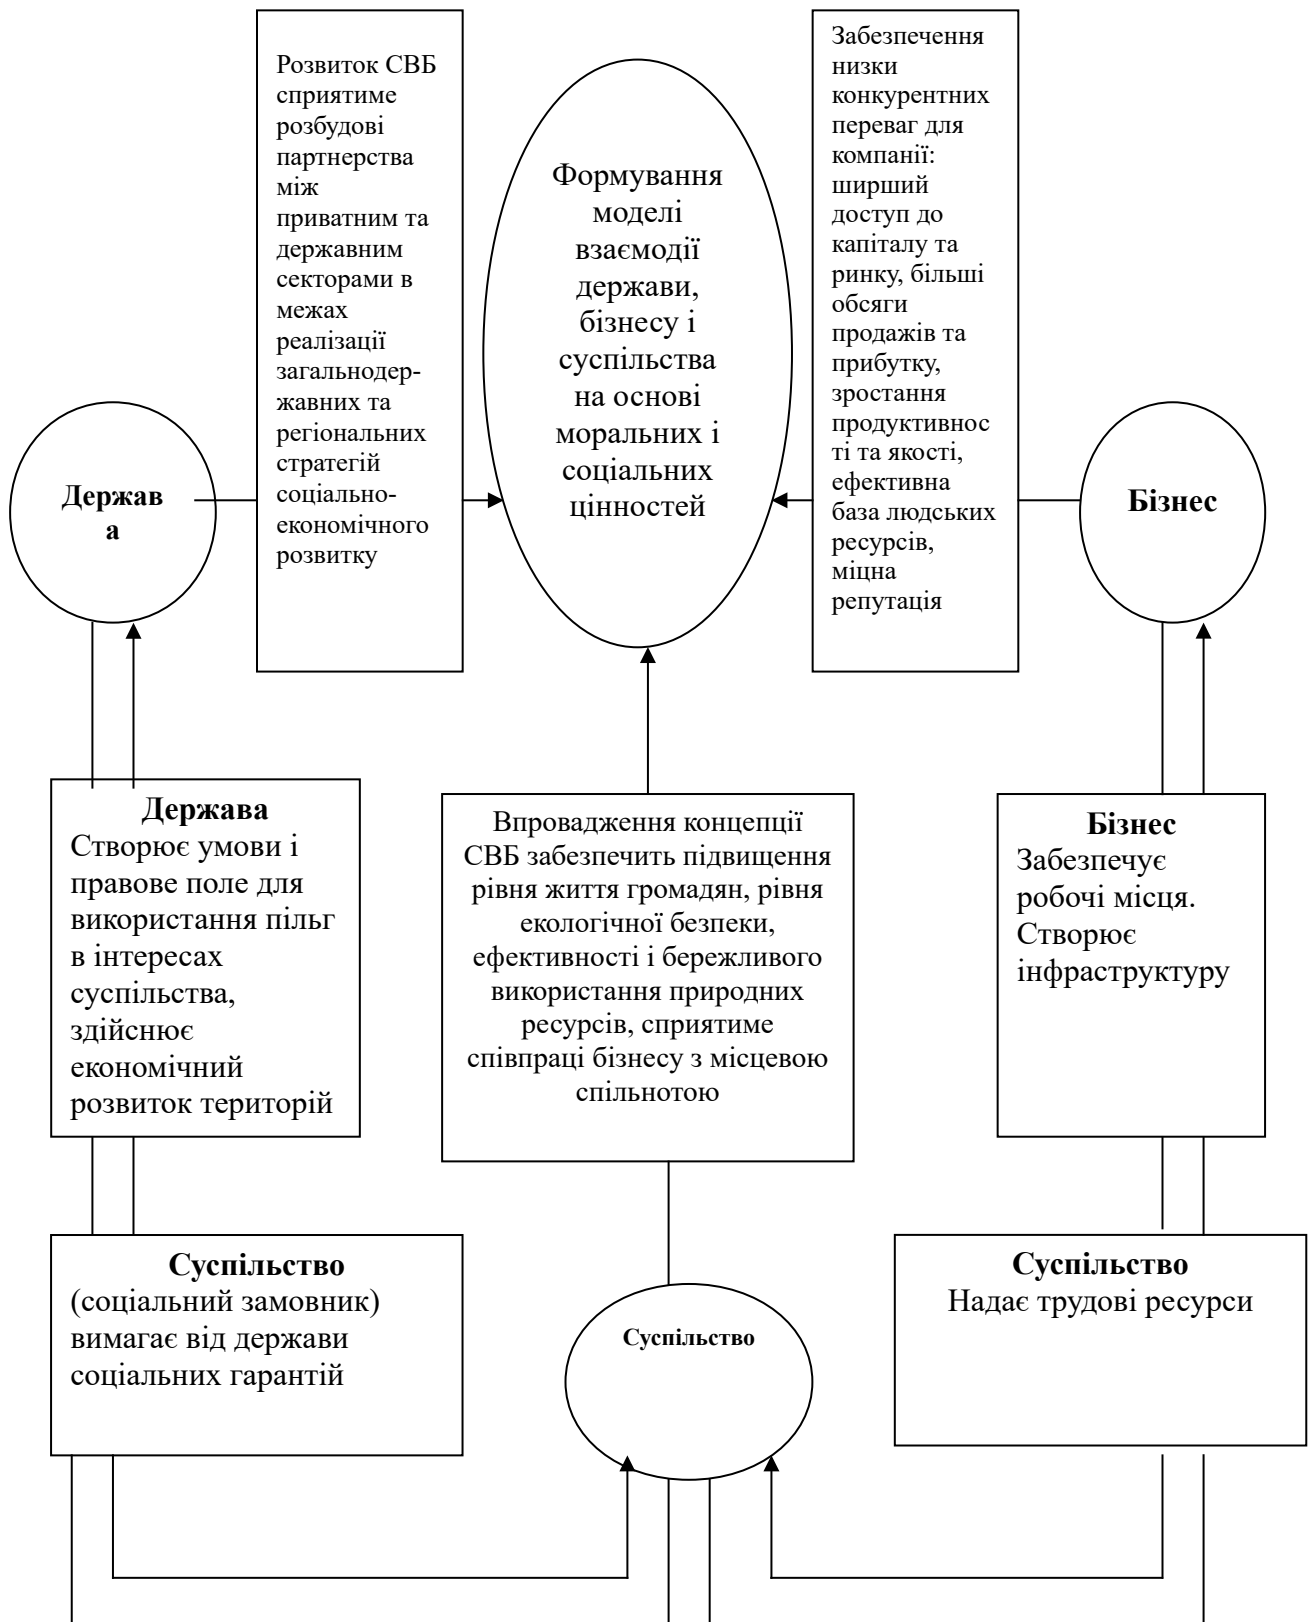 Розвиток СВБ
сприятиме
розбудові
партнерства
між
приватним та
державним
секторами в
межах
реалізації
загальнодер-
жавних та
регіональних
стратегій
соціально-
економічного
розвитку
Формування
моделі
взаємодії
держави,
бізнесу і
суспільства
на основі
моральних і
соціальних
цінностей
Забезпечення
низки
конкурентних
переваг для
компанії:
ширший
доступ до
капіталу та
ринку, більші
обсяги
продажів та
прибутку,
зростання
продуктивнос
ті та якості,
ефективна
база людських
ресурсів,
міцна
репутація
Держав
а
Бізнес
Держава
Створює умови і
правове поле для
використання пільг
в інтересах
суспільства,
здійснює
економічний
розвиток територій
Впровадження концепції
СВБ забезпечить підвищення
рівня життя громадян, рівня
екологічної безпеки,
ефективності і бережливого
використання природних
ресурсів, сприятиме
співпраці бізнесу з місцевою
спільнотою
Бізнес
Забезпечує
робочі місця.
Створює
інфраструктуру
Суспільство
(соціальний замовник)
вимагає від держави
соціальних гарантій
Суспільство
Суспільство
Надає трудові ресурси